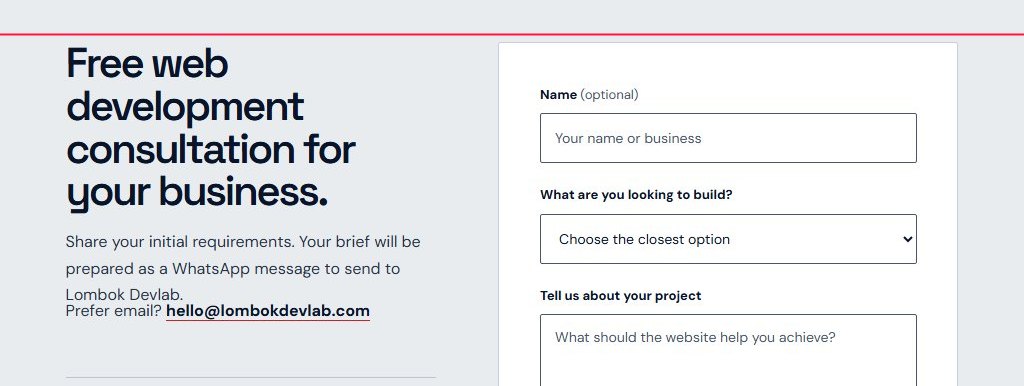 Free web
development
consultation for
your business.
Share your initial requirements. Your brief will be
prepared as a WhatsApp message to send to
Lombok Devlab.
Prefer email? hello@lombokdevlab.com
Name (optional)
Your name or business
What are you looking to build?
Choose the closest option
Tell us about your project
What should the website help you achieve?